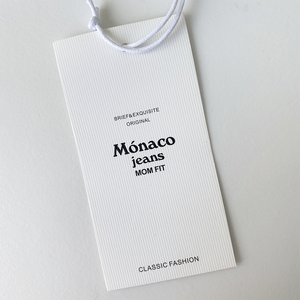 BRIEF&EXQUISITE
ORIGINAL
Mónaco
jeans
MOM FIT
CLASSIC FASHION